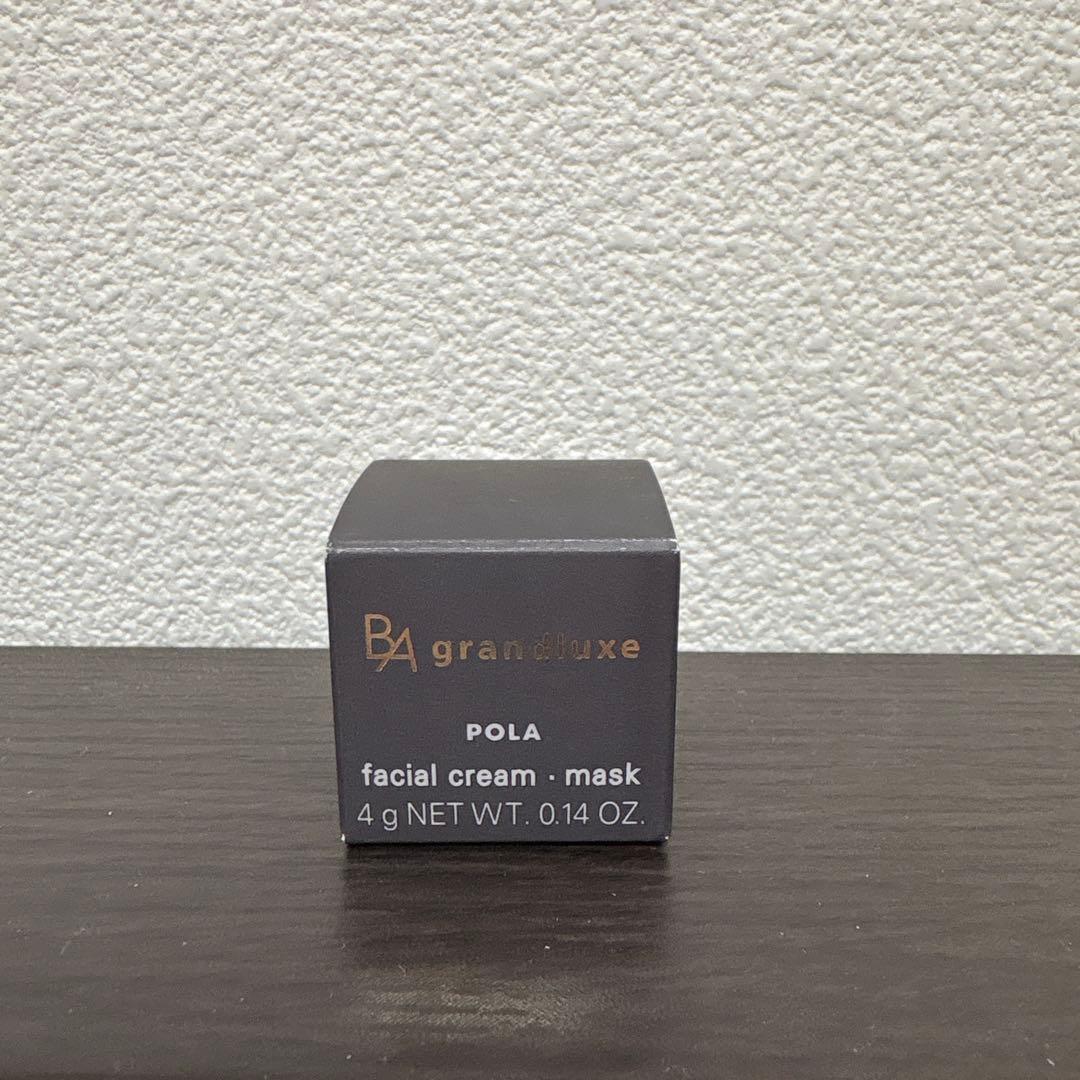 BA grandluxe
POLA
facial cream · mask
4 g NET WT. 0.14 OZ.